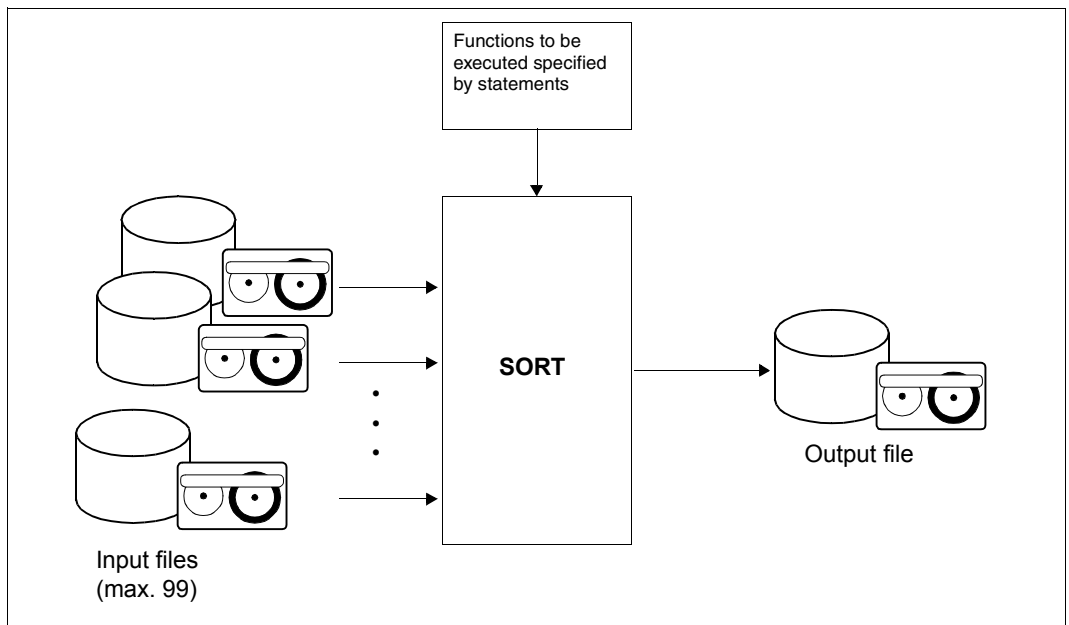 Functions to be
executed specified
by statements
SORT
Output file
Input files
(max. 99)